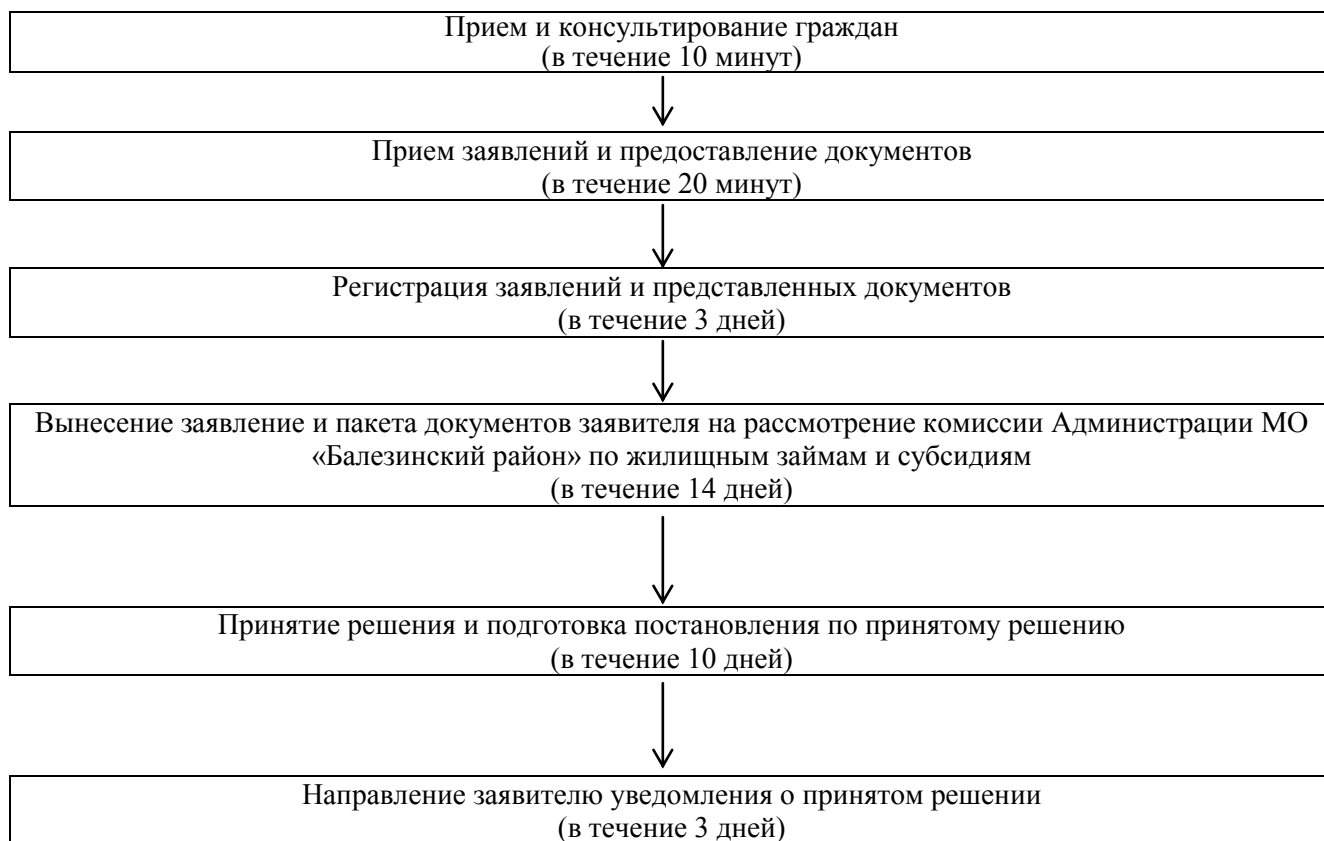 Прием и консультирование граждан
(в течение 10 минут)
Прием заявлений и предоставление документов
(в течение 20 минут)
Регистрация заявлений и представленных документов
(в течение 3 дней)
Вынесение заявление и пакета документов заявителя на рассмотрение комиссии Администрации МО
«Балезинский район» по жилищным займам и субсидиям
(в течение 14 дней)
Принятие решения и подготовка постановления по принятому решению
(в течение 10 дней)
Направление заявителю уведомления о принятом решении
(в течение 3 дней)